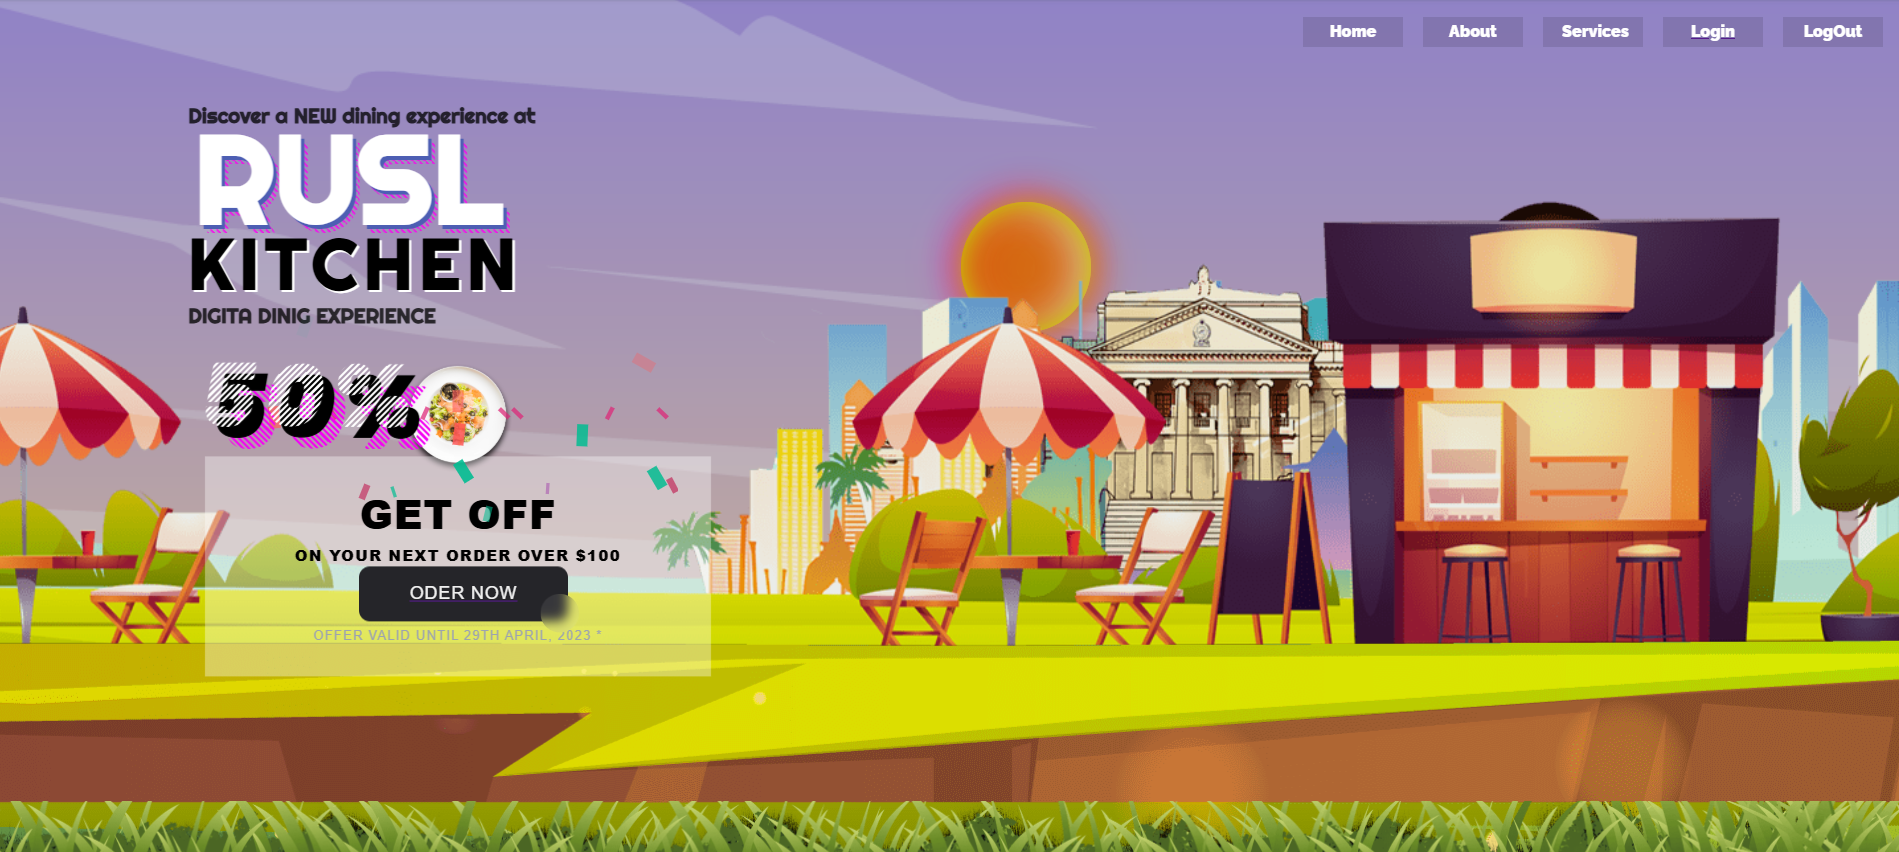 Home About Services Login LogOut
Discover a NEW dining experience at
RUSL
KITCHEN
DIGITA DINIG EXPERIENCE
50%
GET OFF
ON YOUR NEXT ORDER OVER $100
ODER NOW
OFFER VALID UNTIL 29TH APRIL, 2023 *